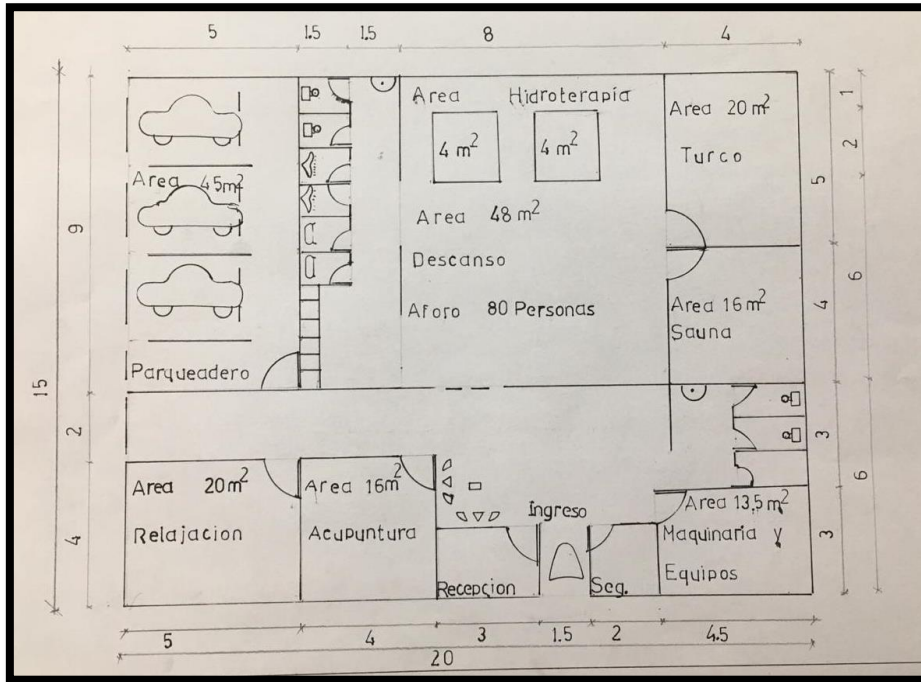 5 1.5 1.5 8 4
Area Hidroterapia
4 m² 4 m²
Area 20 m²
Turco
1
2
5
Area 45m²
Area 48 m²
Descanso
Aforo 80 Personas
9
6
4
Area 16 m²
Sauna
Parqueadero
15
2
3
6
Area 20m²
Relajacion
Area 16m²
Acupuntura
Ingreso
Area 13,5 m²
Maquinaria y
Equipos
4
3
Recepcion
Seg.
5 4 3 1.5 2 4.5
20